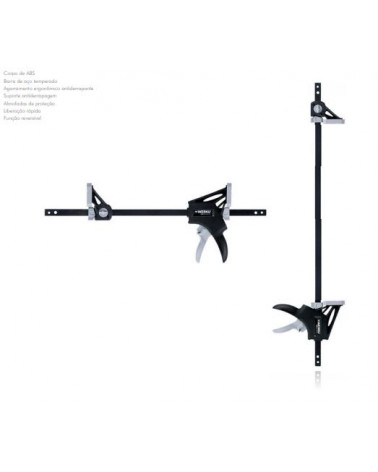 Corpo de ABS
Barra de aço temperado
Agarramento ergonômico antiderrapante
Suporte antiderrapagem
Almofadas de proteção
Liberação rápida
Função reversível